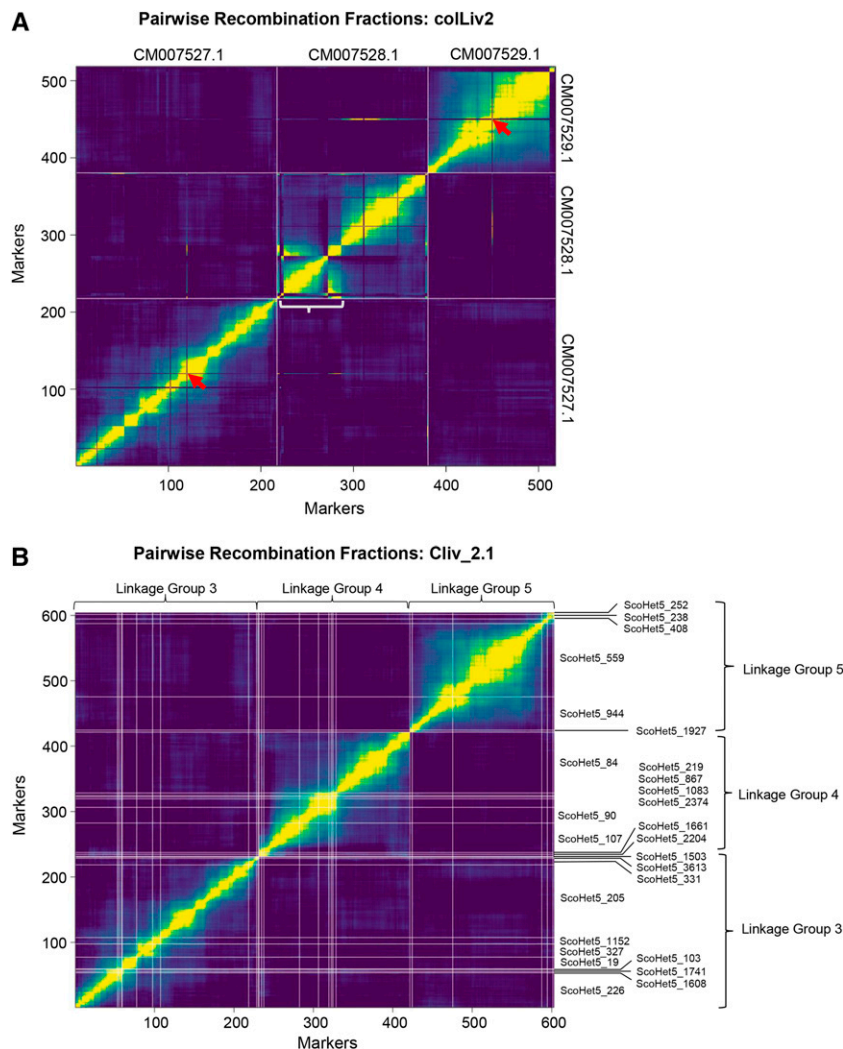 A
Pairwise Recombination Fractions: colLiv2
CM007527.1 CM007528.1 CM007529.1
500
400
300
200
100
Markers
CM007529.1
CM007528.1
CM007527.1
100 200 300 400 500
Markers
B
Pairwise Recombination Fractions: Cliv_2.1
Linkage Group 3 Linkage Group 4 Linkage Group 5
600
500
400
300
200
100
Markers
ScoHet5_252
ScoHet5_238
ScoHet5_408
ScoHet5_559
Linkage Group 5
ScoHet5_944
ScoHet5_1927
ScoHet5_84
ScoHet5_219
ScoHet5_867
ScoHet5_1083
ScoHet5_2374
Linkage Group 4
ScoHet5_90
ScoHet5_1661
ScoHet5_107
ScoHet5_2204
ScoHet5_1503
ScoHet5_3613
ScoHet5_331
ScoHet5_205
Linkage Group 3
ScoHet5_1152
ScoHet5_327
ScoHet5_19
ScoHet5_103
ScoHet5_1741
ScoHet5_1608
ScoHet5_226
100 200 300 400 500 600
Markers